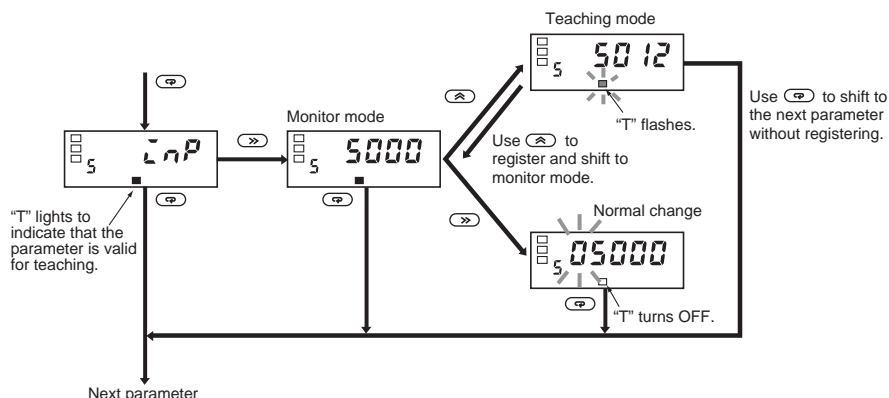 Teaching mode
S 5012
“T” flashes.
Use to shift to
the next parameter
without registering.
Monitor mode
S inP
S 5000
Use to
register and shift to
monitor mode.
“T” lights to
indicate that the
parameter is valid
for teaching.
Normal change
S 05000
“T” turns OFF.
Next parameter